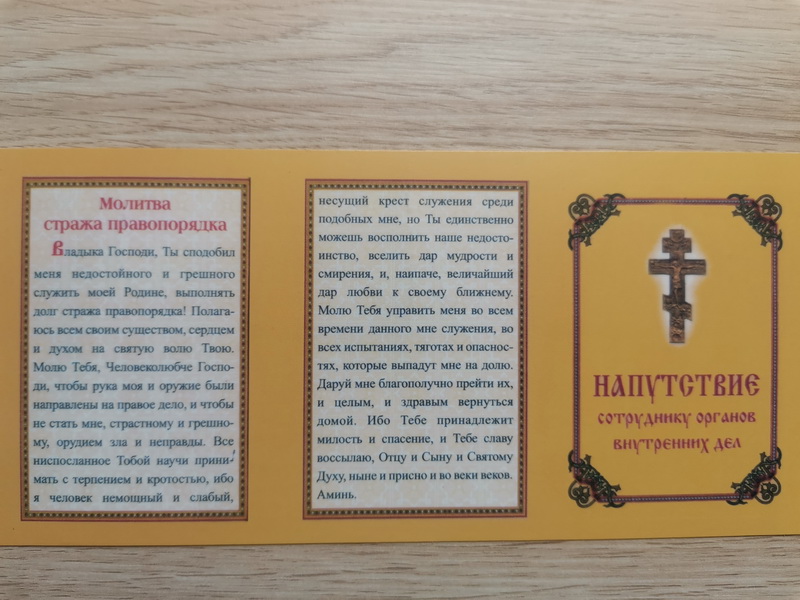 Молитва
стража правопорядка
Владыка Господи, Ты сподобил
меня недостойного и грешного
служить моей Родине, выполнять
долг стража правопорядка! Полага-
юсь всем своим существом, сердцем
и духом на святую волю Твою.
Молю Тебя, Человеколюбче Госпо-
ди, чтобы рука моя и оружие были
направлены на правое дело, и чтобы
не стать мне, страстному и грешно-
му, орудием зла и неправды. Все
ниспосланное Тобой научи прини-
мать с терпением и кротостью, ибо
я человек немощный и слабый,
несущий крест служения среди
подобных мне, но Ты единственно
можешь восполнить наше недосто-
инство, вселить дар мудрости и
смирения, и, наипаче, величайший
дар любви к своему ближнему.
Молю Тебя управить меня во всем
времени данного мне служения, во
всех испытаниях, тяготах и опаснос-
тях, которые выпадут мне на долю.
Даруй мне благополучно прейти их,
и целым, и здравым вернуться
домой. Ибо Тебе принадлежит
милость и спасение, и Тебе славу
воссылаю, Отцу и Сыну и Святому
Духу, ныне и присно и во веки веков.
Аминь.
НАПУТСТВИЕ
сотруднику органов
внутренних дел